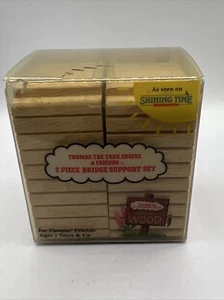 As seen on
SHINING TIME
THOMAS THE TANK ENGINE
& FRIENDS
2 PIECE BRIDGE SUPPORT SET
WOOD
For Thomas' Friends
Ages 3 Years & Up